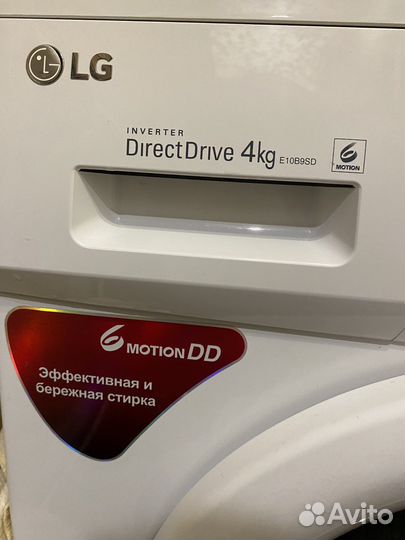 LG
INVERTER
DirectDrive 4kg E10B9SD
6 MOTION
6 MOTION DD
Эффективная и
бережная стирка
Avito